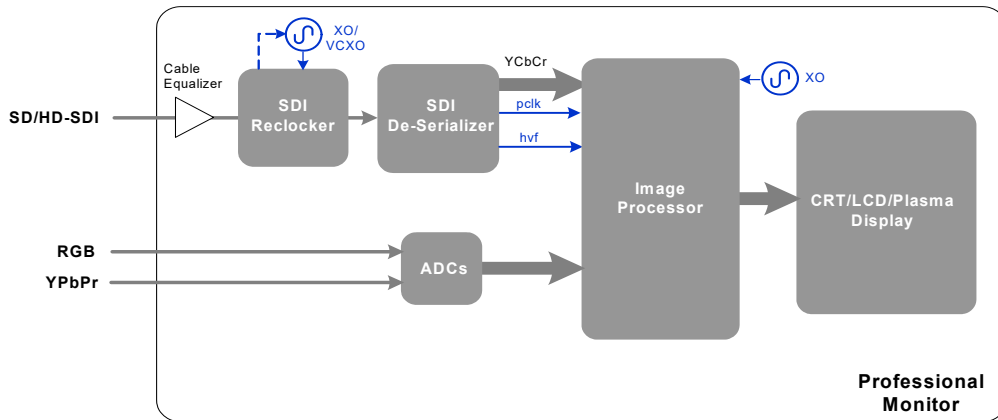 XO/
VCXO
Cable
Equalizer
YCbCr
SD/HD-SDI
SDI
Reclocker
SDI
De-Serializer
pclk
hvf
XO
Image
Processor
CRT/LCD/Plasma
Display
RGB
YPbPr
ADCs
Professional
Monitor